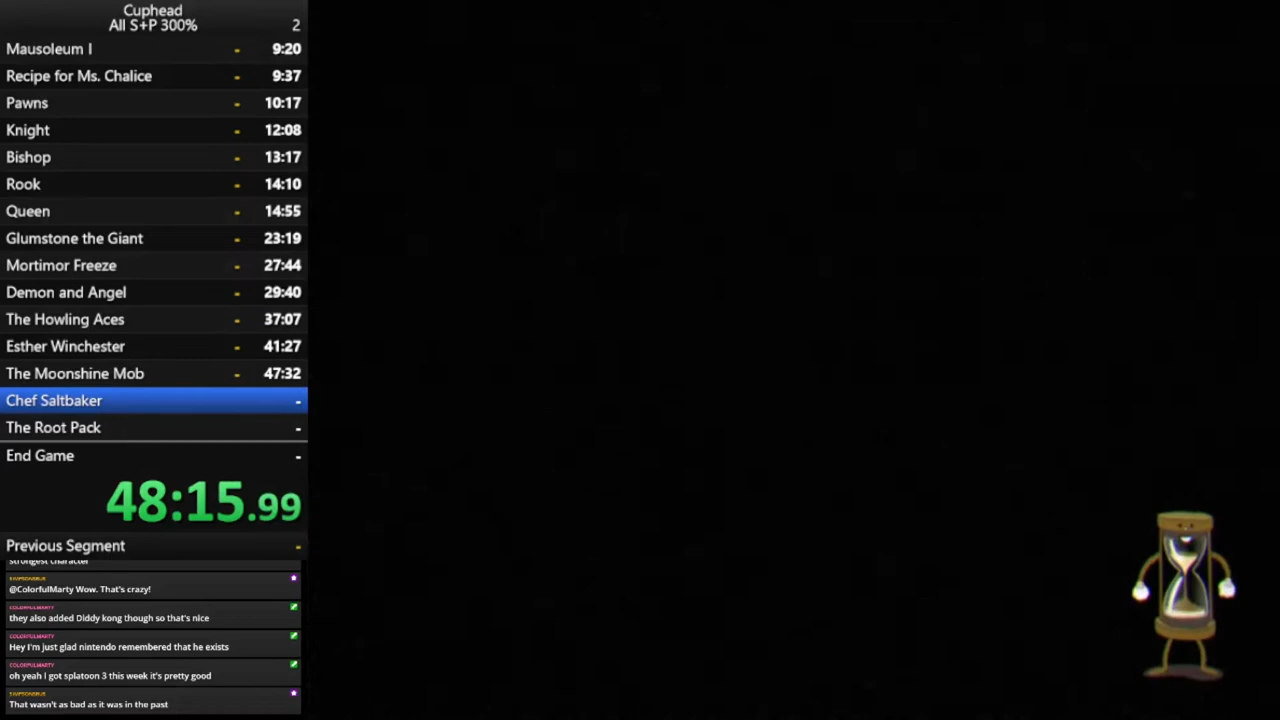 Cuphead
All S+P 300% 2
Mausoleum I - 9:20
Recipe for Ms. Chalice - 9:37
Pawns - 10:17
Knight - 12:08
Bishop - 13:17
Rook - 14:10
Queen - 14:55
Glumstone the Giant - 23:19
Mortimor Freeze - 27:44
Demon and Angel - 29:40
The Howling Aces - 37:07
Esther Winchester - 41:27
The Moonshine Mob - 47:32
Chef Saltbaker -
The Root Pack -
End Game -
48:15.99
Previous Segment -
strongest character
@ColorfulMarty Wow. That's crazy!
COLORFULMARTY
they also added Diddy kong though so that's nice
COLORFULMARTY
Hey I'm just glad nintendo remembered that he exists
COLORFULMARTY
oh yeah I got splatoon 3 this week it's pretty good
That wasn't as bad as it was in the past